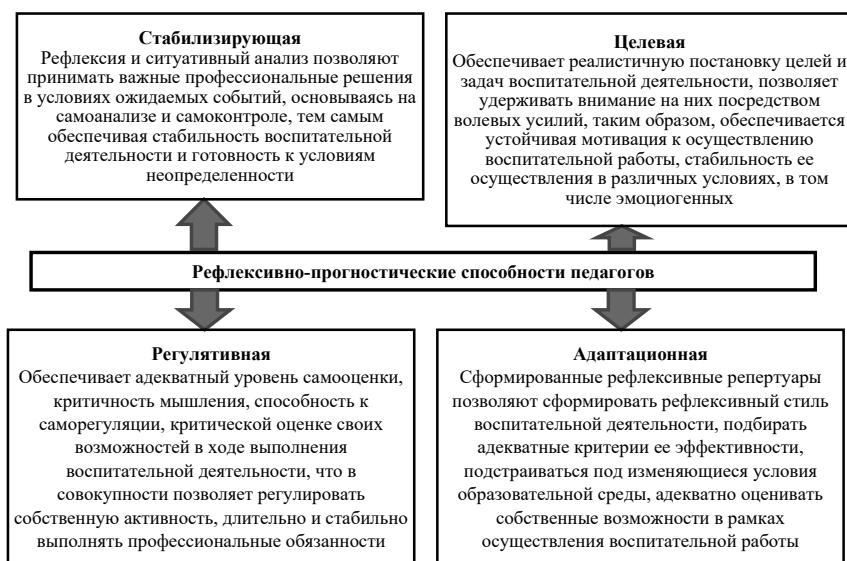 Стабилизирующая
Рефлексия и ситуативный анализ позволяют
принимать важные профессиональные решения
в условиях ожидаемых событий, основываясь на
самоанализе и самоконтроле, тем самым
обеспечивая стабильность воспитательной
деятельности и готовность к условиям
неопределенности
Целевая
Обеспечивает реалистичную постановку целей и
задач воспитательной деятельности, позволяет
удерживать внимание на них посредством
волевых усилий, таким образом, обеспечивается
устойчивая мотивация к осуществлению
воспитательной работы, стабильность ее
осуществления в различных условиях, в том
числе эмоциогенных
Рефлексивно-прогностические способности педагогов
Регулятивная
Обеспечивает адекватный уровень самооценки,
критичность мышления, способность к
саморегуляции, критической оценке своих
возможностей в ходе выполнения
воспитательной деятельности, что в
совокупности позволяет регулировать
собственную активность, длительно и стабильно
выполнять профессиональные обязанности
Адаптационная
Сформированные рефлексивные репертуары
позволяют сформировать рефлексивный стиль
воспитательной деятельности, подбирать
адекватные критерии ее эффективности,
подстраиваться под изменяющиеся условия
образовательной среды, адекватно оценивать
собственные возможности в рамках
осуществления воспитательной работы